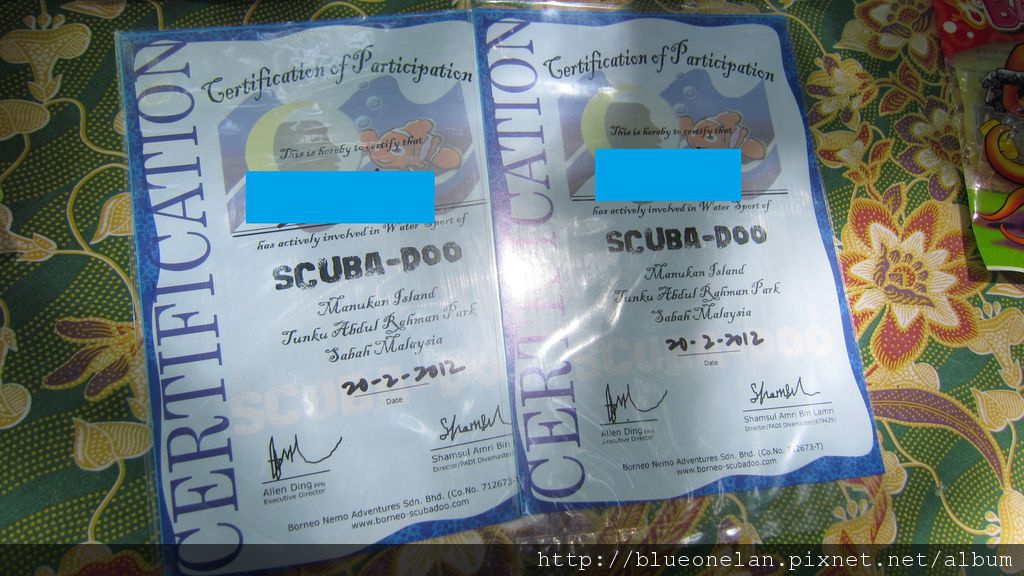 CERTIFICATION
Certification of Participation
This is hereby to certify that
has actively involved in Water Sport of
SCUBA-DOO
Manukan Island
Tunku Abdul Rahman Park
Sabah Malaysia
20-2-2012
Date
Allen Ding PPN
Executive Director
Shamsul Amri Bin
Director/PADI Divemaster
Borneo Nemo Adventures Sdn. Bhd. (Co.No. 712673-T
www.borneo-scubadoo.com
CERTIFICATION
Certification of Participation
This is hereby to certify that
has actively involved in Water Sport of
SCUBA-DOO
Manukan Island
Tunku Abdul Rahman Park
Sabah Malaysia
20-2-2012
Date
Allen Ding PPN
Executive Director
Shamsul Amri Bin Lamri
Director/PADI Divemaster(479429)
Borneo Nemo Adventures Sdn. Bhd. (Co.No. 712673-T)
www.borneo-scubadoo.com
http://blueonelan.pixnet.net/album